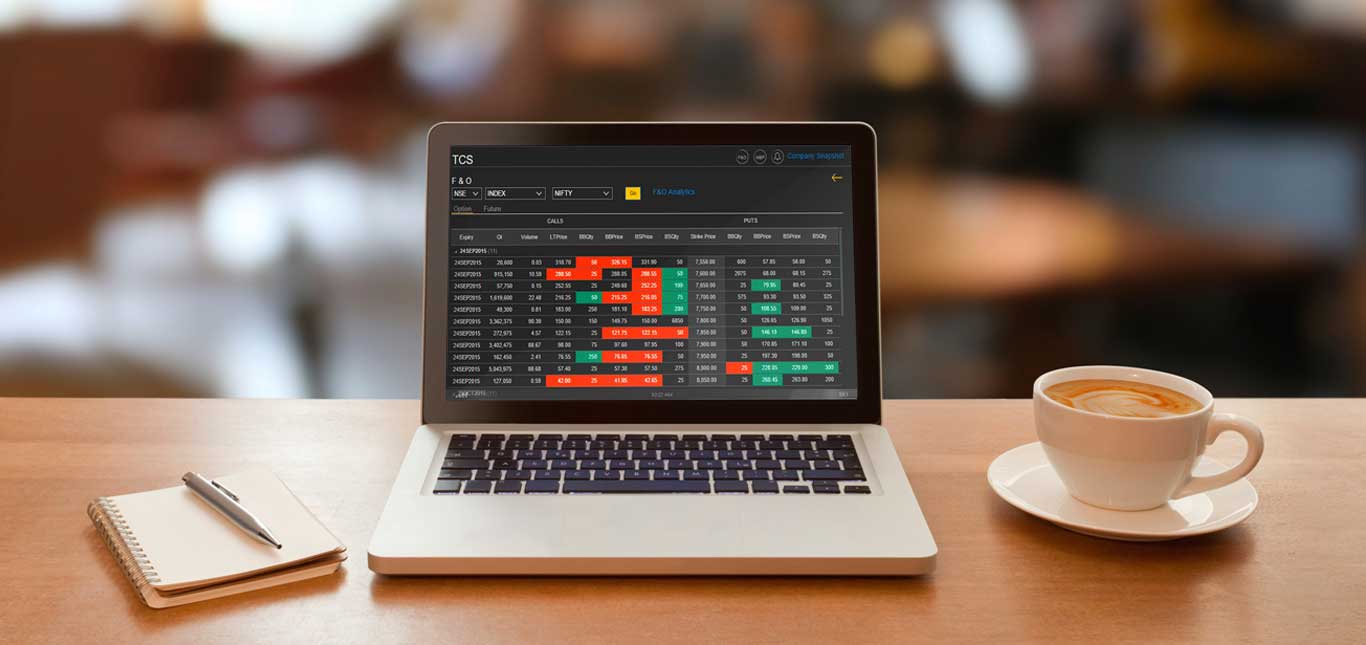 TCS
F&O MBP Company Snapshot
F & O
NSE INDEX NIFTY Go F&O Analytics
Option Future
CALLS PUTS
Expiry OI Volume LTPrice BBQty BBPrice BSPrice BSQty Strike Price BBQty BBPrice BSPrice BSQty
24SEP2015 (11)
24SEP2015 20,600 0.03 318.70 50 326.15 331.90 50 7,550.00 600 57.85 58.00 50
24SEP2015 915,150 10.59 288.50 25 288.05 288.55 50 7,600.00 2075 68.00 68.15 275
24SEP2015 57,750 0.15 252.55 25 249.60 252.25 100 7,650.00 25 79.95 80.45 25
24SEP2015 1,619,600 22.48 216.25 50 215.25 216.05 75 7,700.00 575 93.30 93.50 525
24SEP2015 49,300 0.81 183.00 250 181.10 183.25 200 7,750.00 50 108.55 109.00 25
24SEP2015 3,362,375 90.39 150.00 150 149.75 150.00 6850 7,800.00 50 126.65 126.90 1050
24SEP2015 272,975 4.57 122.15 25 121.75 122.15 50 7,850.00 50 146.10 146.80 25
24SEP2015 3,402,475 88.67 98.00 75 97.60 97.95 100 7,900.00 50 170.85 171.10 100
24SEP2015 162,450 2.41 76.55 250 76.05 76.55 50 7,950.00 25 197.30 198.00 50
24SEP2015 5,043,975 88.60 57.40 25 57.30 57.50 275 8,000.00 25 228.05 229.00 300
24SEP2015 127,050 0.59 42.00 25 41.95 42.65 25 8,050.00 25 260.45 263.80 200